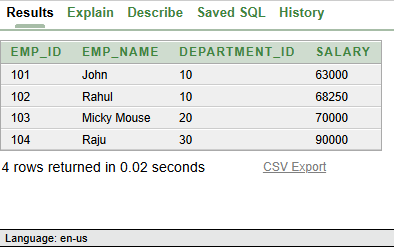 Results Explain Describe Saved SQL History
EMP_ID EMP_NAME DEPARTMENT_ID SALARY
101 John 10 63000
102 Rahul 10 68250
103 Micky Mouse 20 70000
104 Raju 30 90000
4 rows returned in 0.02 seconds CSV Export
Language: en-us